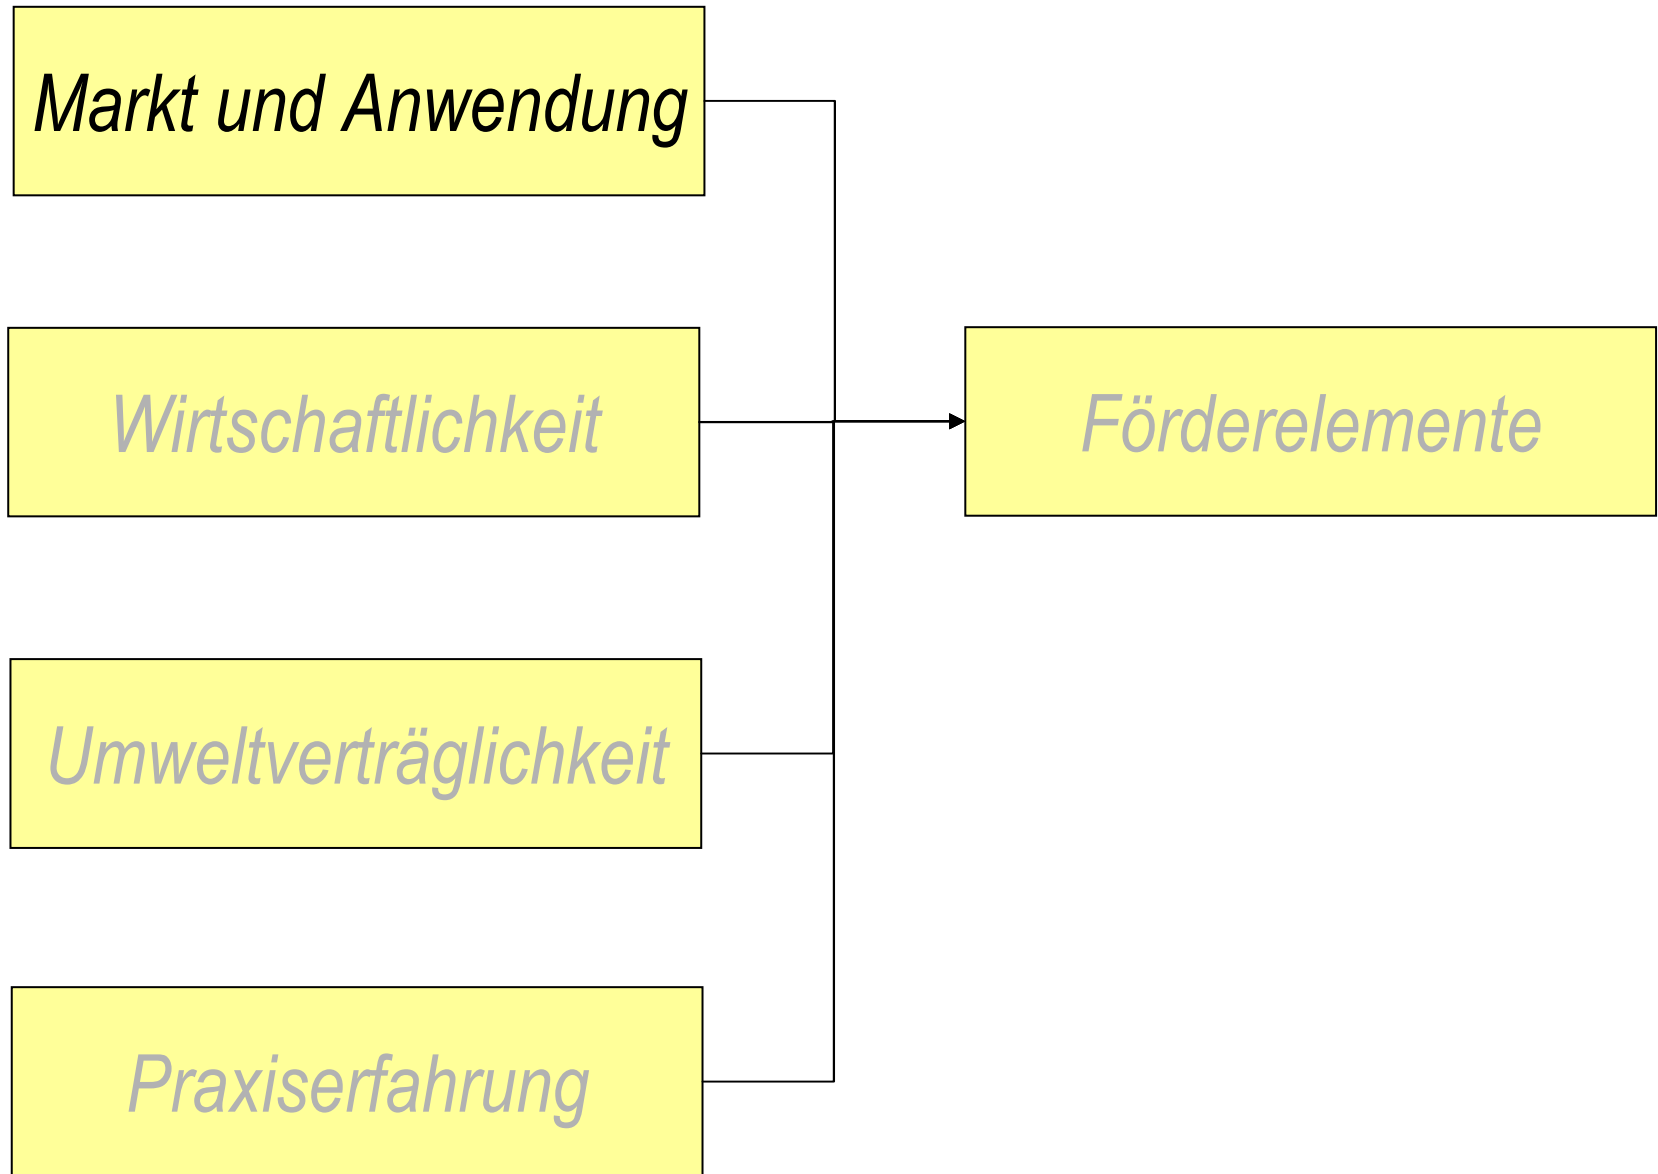 Markt und Anwendung
Wirtschaftlichkeit
Förderelemente
Umweltverträglichkeit
Praxiserfahrung